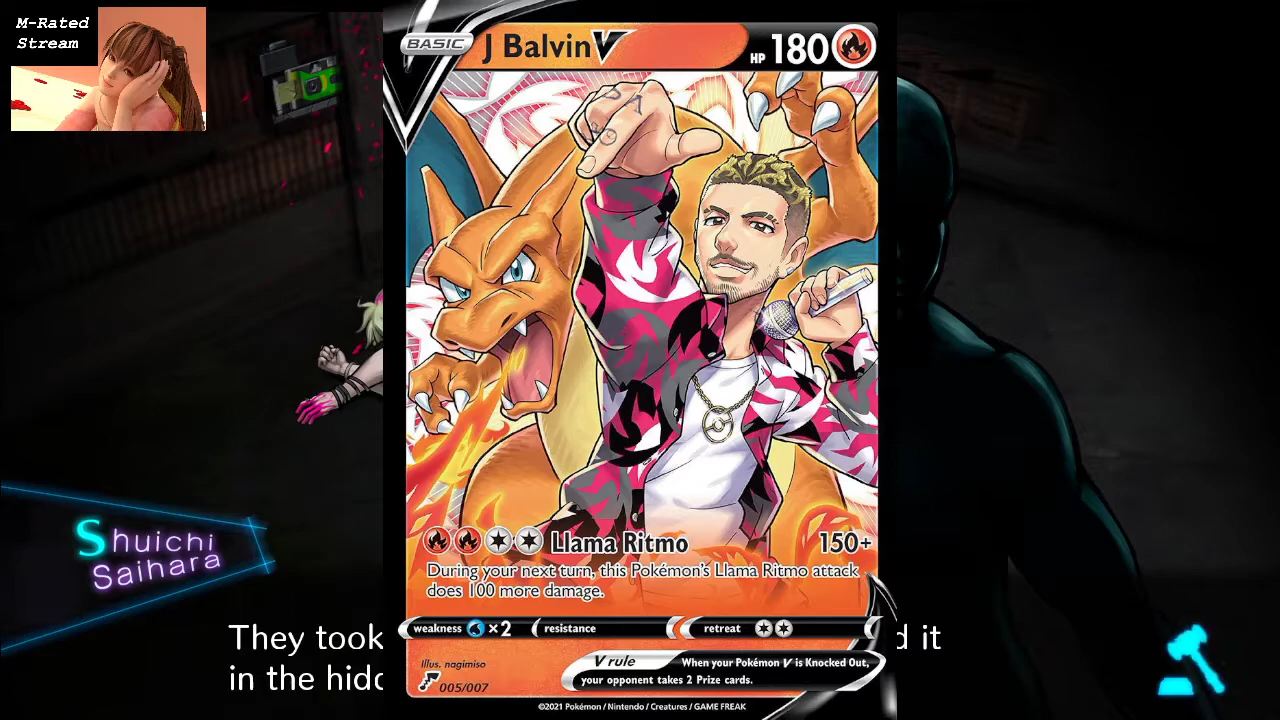 M-Rated
Stream
BASIC
J Balvin V
HP 180
DA
Llama Ritmo 150+
During your next turn, this Pokémon's Llama Ritmo attack
does 100 more damage.
weakness ×2 resistance retreat
Illus. nagimiso
005/007
V rule
When your Pokémon V is Knocked Out,
your opponent takes 2 Prize cards.
©2021 Pokémon / Nintendo / Creatures / GAME FREAK
Shuichi
Saihara
They took
it
in the